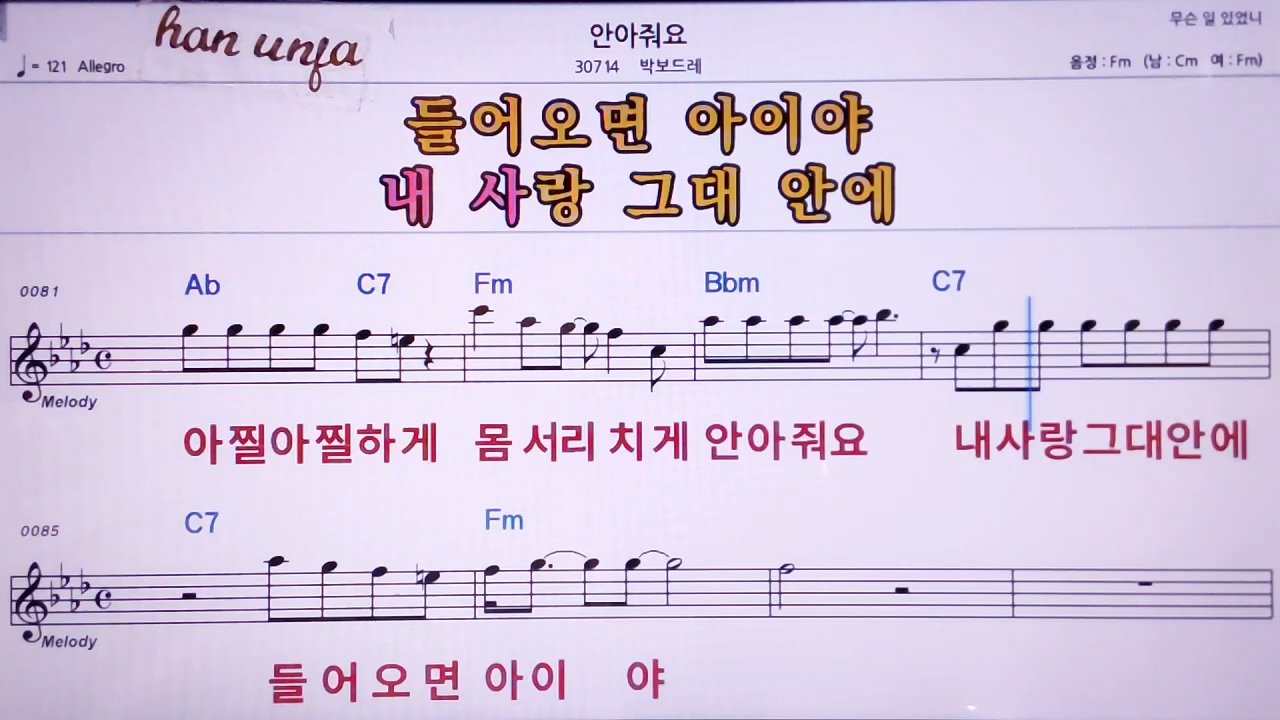 han unfa
무슨 일 있었니
안아줘요
♩= 121 Allegro
30714 박보드레
음정 : Fm (남 : Cm 여 : Fm)
들어오면 아이야
내 사랑 그대 안에
0081 Ab C7 Fm Bbm C7
Melody
아찔아찔하게 몸서리치게 안아줘요 내사랑그대안에
0085 C7 Fm
Melody
들어오면 아이 야